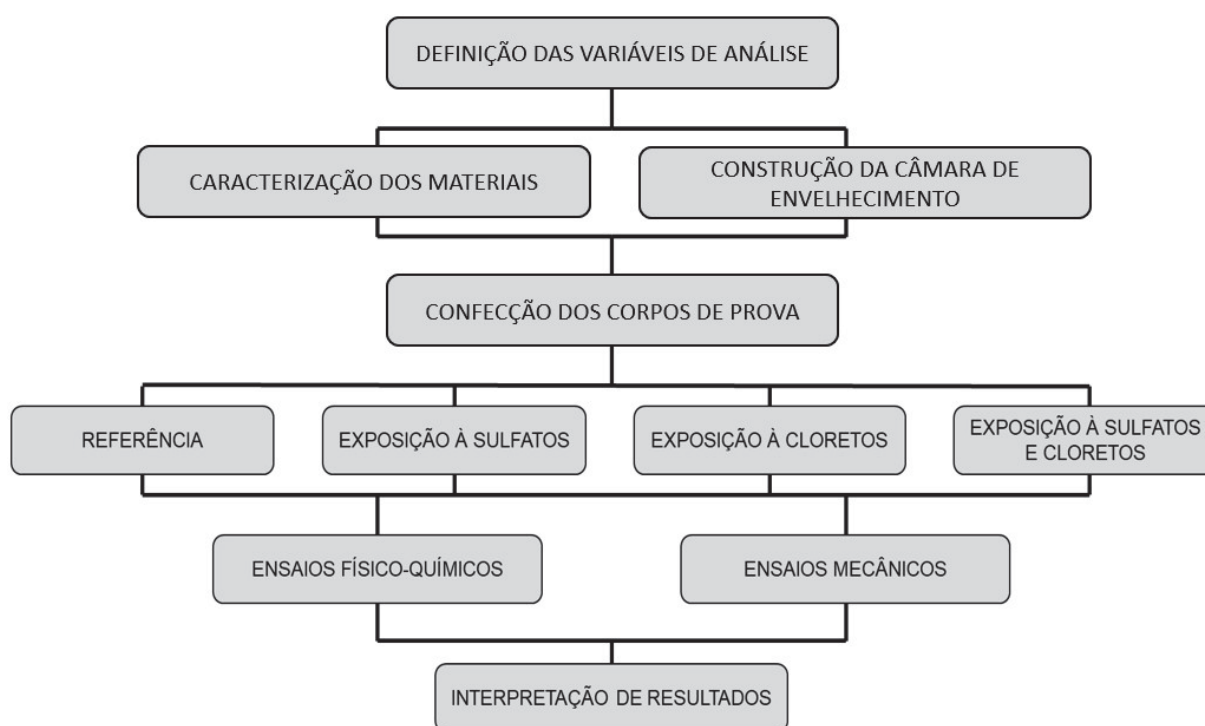 DEFINIÇÃO DAS VARIÁVEIS DE ANÁLISE
CARACTERIZAÇÃO DOS MATERIAIS
CONSTRUÇÃO DA CÂMARA DE
ENVELHECIMENTO
CONFECÇÃO DOS CORPOS DE PROVA
REFERÊNCIA
EXPOSIÇÃO À SULFATOS
EXPOSIÇÃO À CLORETOS
EXPOSIÇÃO À SULFATOS
E CLORETOS
ENSAIOS FÍSICO-QUÍMICOS
ENSAIOS MECÂNICOS
INTERPRETAÇÃO DE RESULTADOS